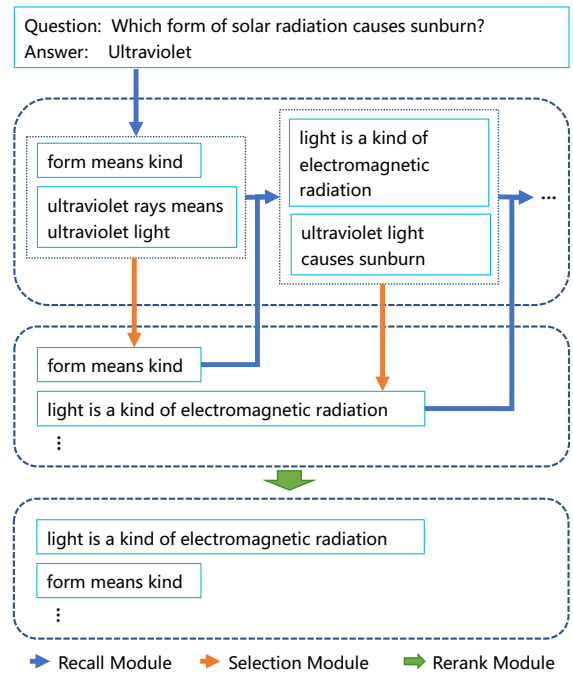 Question: Which form of solar radiation causes sunburn?
Answer: Ultraviolet
form means kind
ultraviolet rays means
ultraviolet light
light is a kind of
electromagnetic
radiation
ultraviolet light
causes sunburn
...
form means kind
light is a kind of electromagnetic radiation
⋮
light is a kind of electromagnetic radiation
form means kind
⋮
Recall Module Selection Module Rerank Module